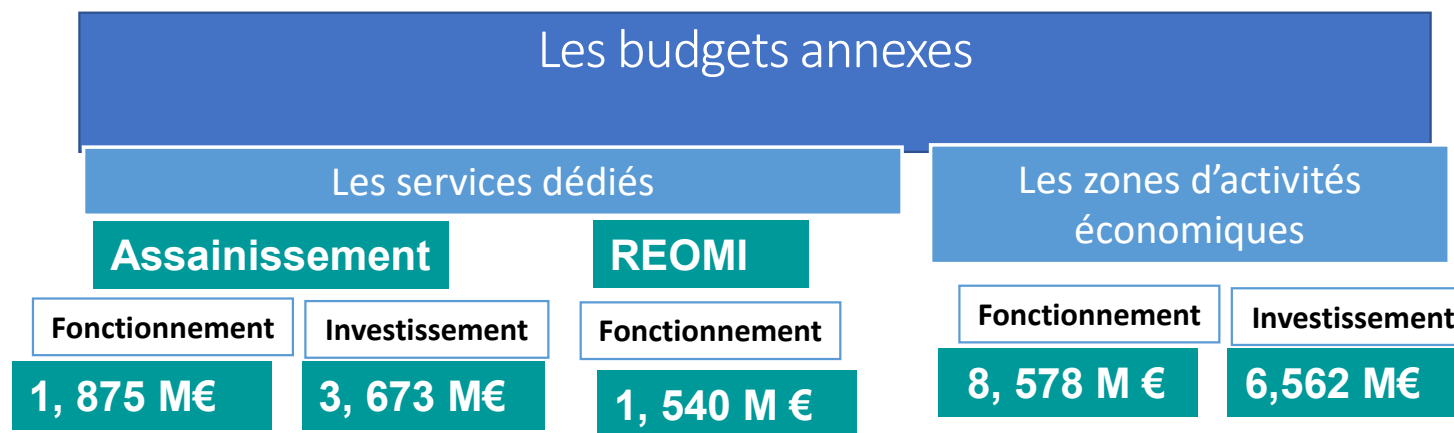 Les budgets annexes
Les services dédiés
Les zones d’activités
économiques
Assainissement
REOMI
Fonctionnement
Investissement
Fonctionnement
Fonctionnement
Investissement
1, 875 M€
3, 673 M€
1, 540 M €
8, 578 M €
6,562 M€